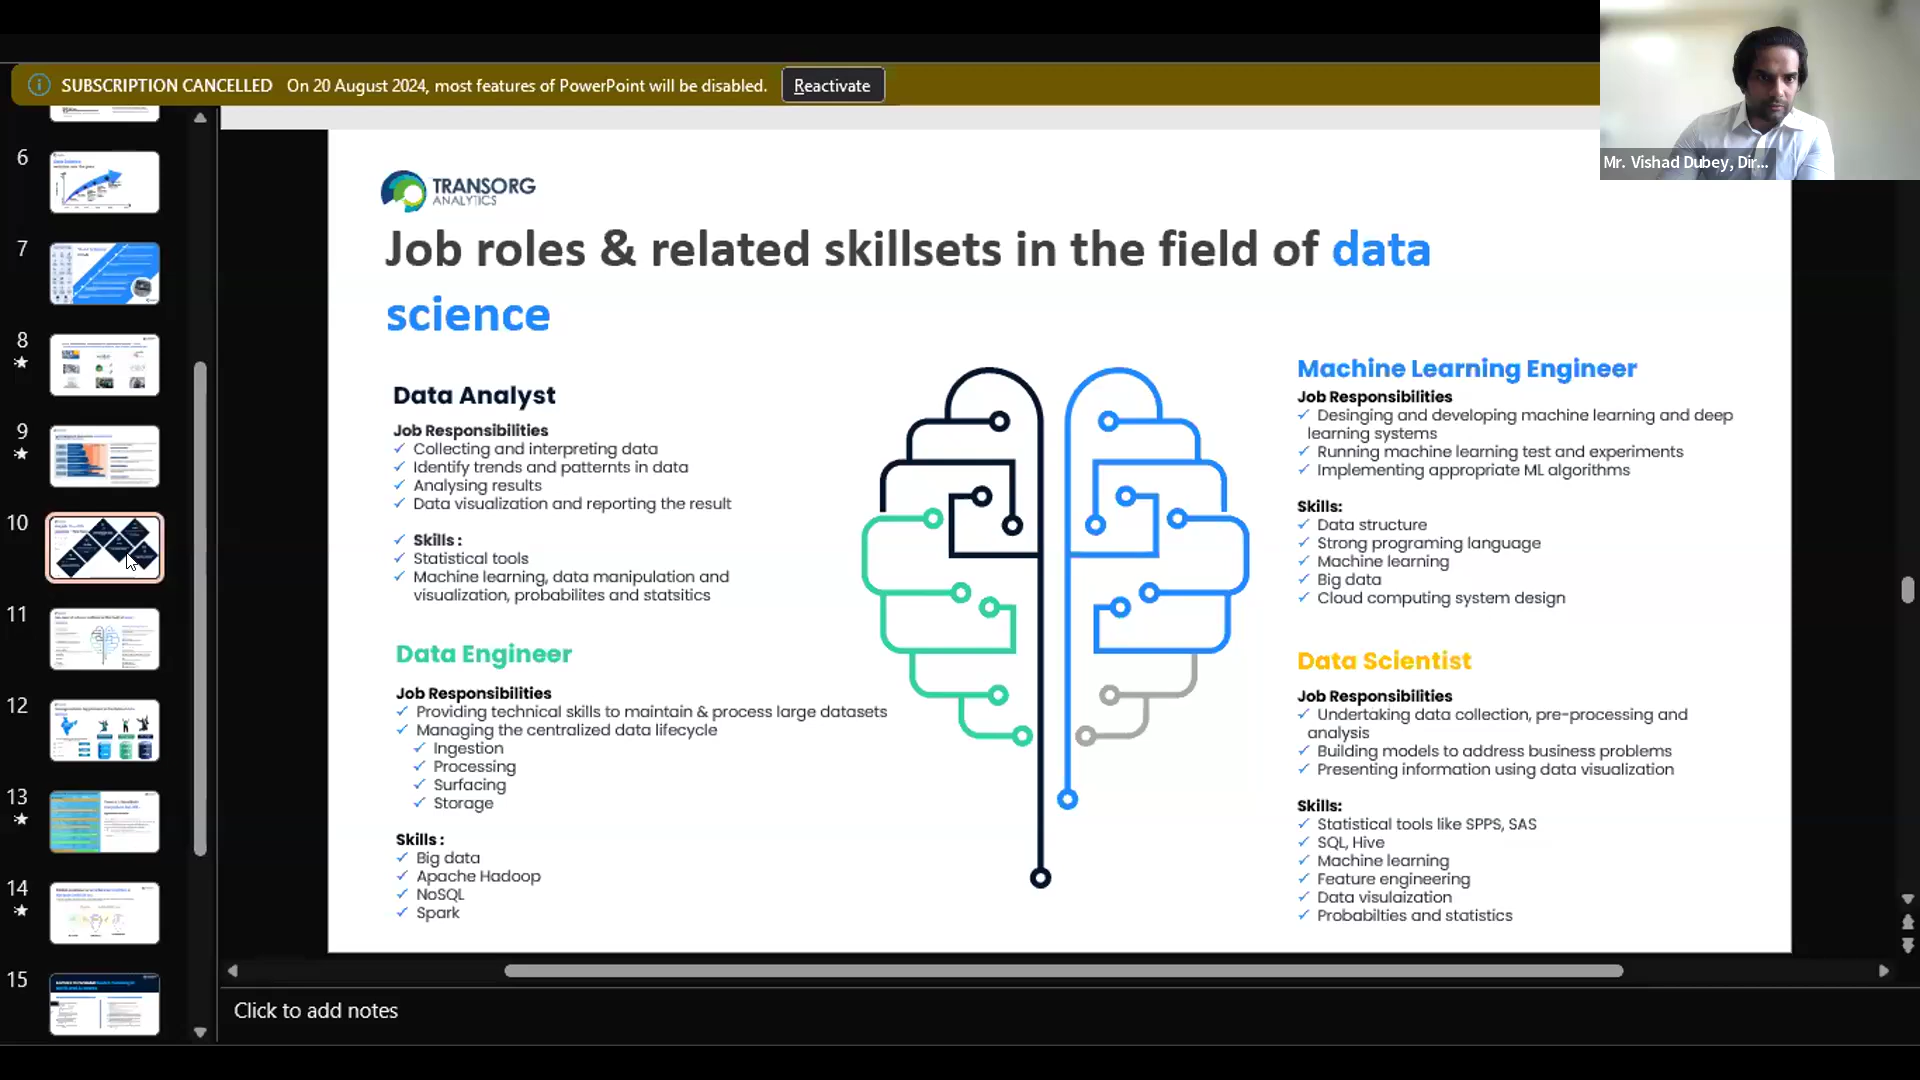 SUBSCRIPTION CANCELLED On 20 August 2024, most features of PowerPoint will be disabled. Reactivate
Mr. Vishad Dubey, Dir...
6
7
8
9
10
11
12
13
14
15
TRANSORG
ANALYTICS
Job roles & related skillsets in the field of data
science
Data Analyst
Job Responsibilities
✓ Collecting and interpreting data
✓ Identify trends and patternts in data
✓ Analysing results
✓ Data visualization and reporting the result
✓ Skills :
✓ Statistical tools
✓ Machine learning, data manipulation and
visualization, probabilites and statsitics
Data Engineer
Job Responsibilities
✓ Providing technical skills to maintain & process large datasets
✓ Managing the centralized data lifecycle
✓ Ingestion
✓ Processing
✓ Surfacing
✓ Storage
Skills :
✓ Big data
✓ Apache Hadoop
✓ NoSQL
✓ Spark
Machine Learning Engineer
Job Responsibilities
✓ Desinging and developing machine learning and deep
learning systems
✓ Running machine learning test and experiments
✓ Implementing appropriate ML algorithms
Skills:
✓ Data structure
✓ Strong programing language
✓ Machine learning
✓ Big data
✓ Cloud computing system design
Data Scientist
Job Responsibilities
✓ Undertaking data collection, pre-processing and
analysis
✓ Building models to address business problems
✓ Presenting information using data visualization
Skills:
✓ Statistical tools like SPPS, SAS
✓ SQL, Hive
✓ Machine learning
✓ Feature engineering
✓ Data visulaization
✓ Probabilties and statistics
Click to add notes